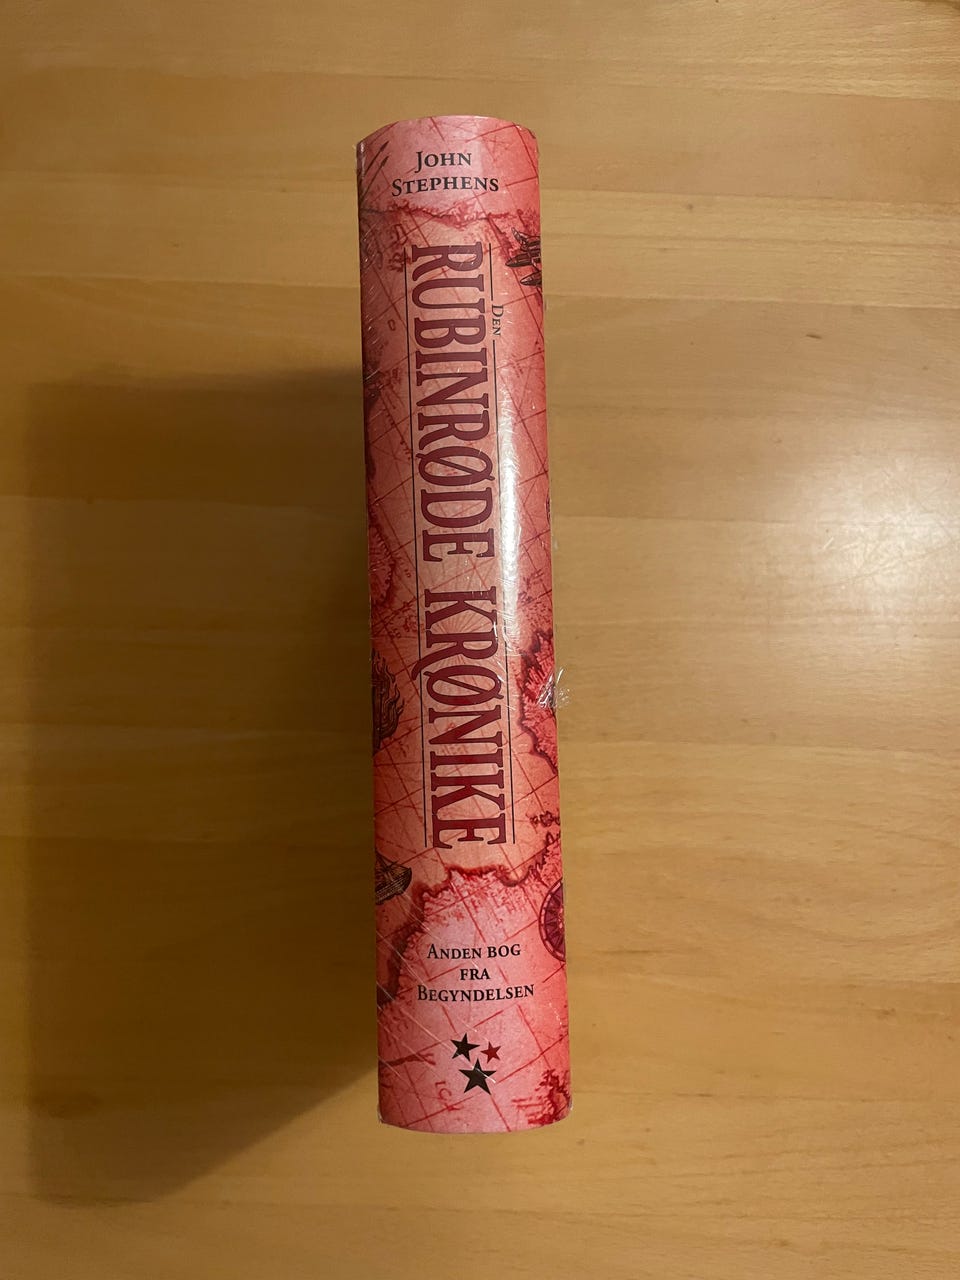 John
Stephens
Den
Rubinrøde Krønike
Anden bog
fra
Begyndelsen